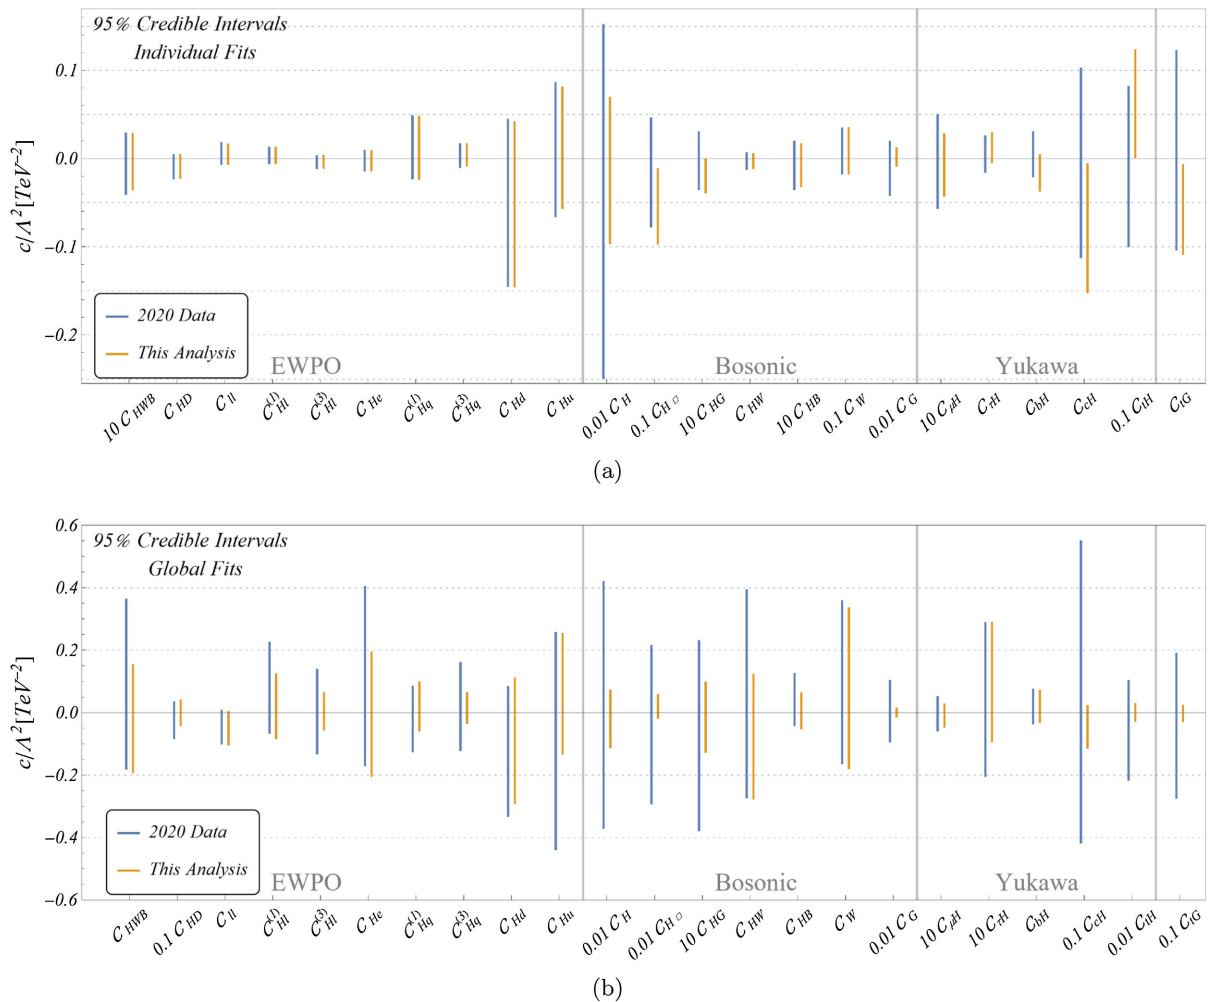 95% Credible Intervals
Individual Fits
0.1
0.0
−0.1
−0.2
c/Λ² [TeV⁻²]
2020 Data
This Analysis
EWPO
Bosonic
Yukawa
10 C_HWB
C_HD
C_ll
C_Hl^(1)
C_Hl^(3)
C_He
C_Hq^(1)
C_Hq^(3)
C_Hd
C_Hu
0.01 C_H
0.1 C_H□
10 C_HG
C_HW
10 C_HB
0.1 C_W
0.01 C_G
10 C_μH
C_τH
C_bH
C_cH
0.1 C_tH
C_tG
(a)
95% Credible Intervals
Global Fits
0.6
0.4
0.2
0.0
−0.2
−0.4
−0.6
c/Λ² [TeV⁻²]
2020 Data
This Analysis
EWPO
Bosonic
Yukawa
C_HWB
0.1 C_HD
C_ll
C_Hl^(1)
C_Hl^(3)
C_He
C_Hq^(1)
C_Hq^(3)
C_Hd
C_Hu
0.01 C_H
0.01 C_H□
10 C_HG
C_HW
C_HB
C_W
0.01 C_G
10 C_μH
10 C_τH
C_bH
0.1 C_cH
0.01 C_tH
0.1 C_tG
(b)